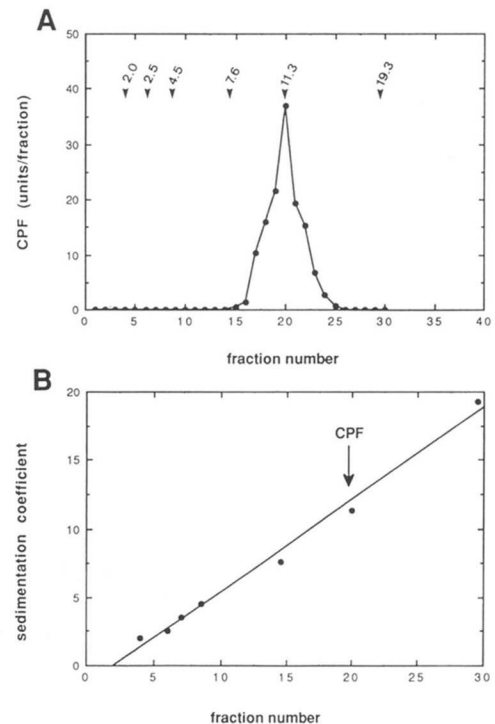 A
50
40
30
20
10
0
CPF (units/fraction)
2.0
2.5
4.5
7.6
11.3
19.3
0 5 10 15 20 25 30 35 40
fraction number
B
20
15
10
5
0
sedimentation coefficient
CPF
0 5 10 15 20 25 30
fraction number